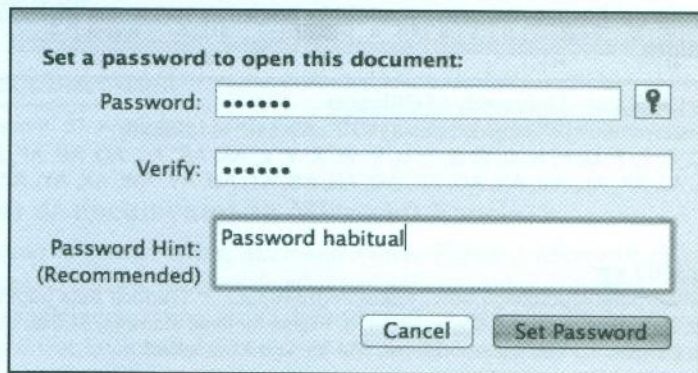 Set a password to open this document:
Password: ••••••
Verify: ••••••
Password Hint: Password habitual
(Recommended)
Cancel Set Password